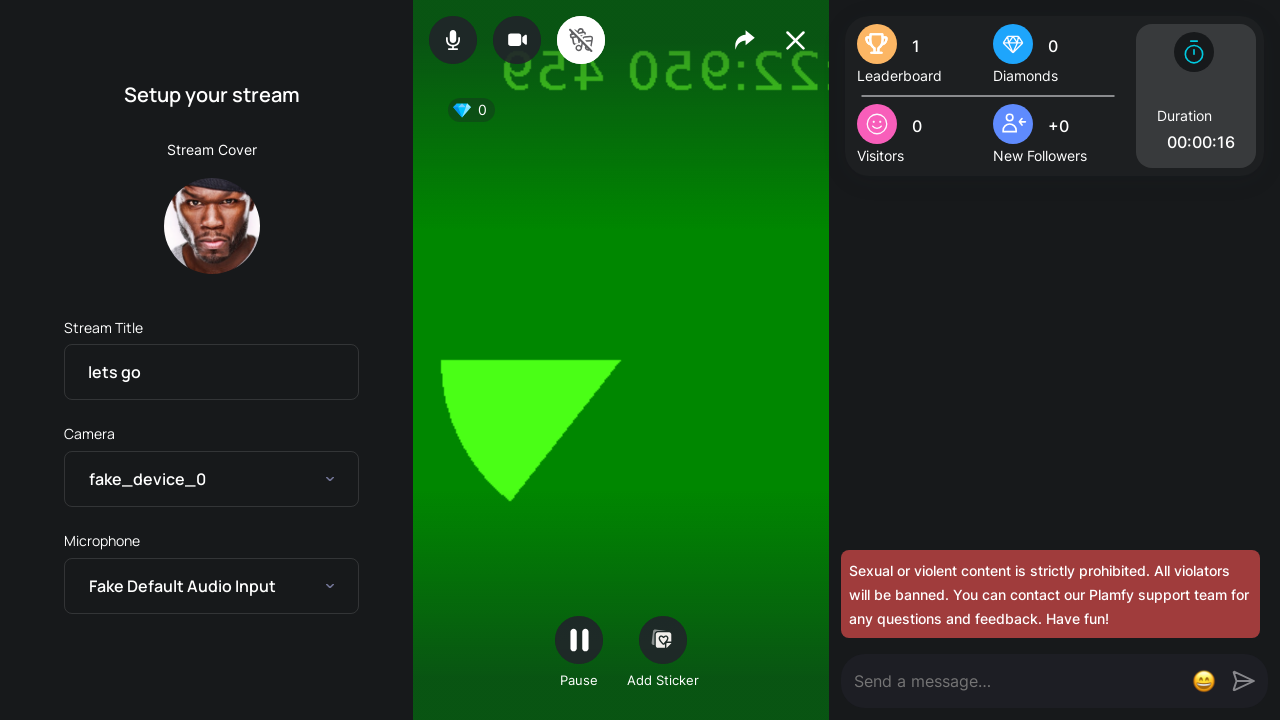 Setup your stream
Stream Cover
Stream Title
lets go
Camera
fake_device_0
Microphone
Fake Default Audio Input
22:950 459
0
Pause
Add Sticker
1
Leaderboard
0
Diamonds
0
Visitors
+0
New Followers
Duration
00:00:16
Sexual or violent content is strictly prohibited. All violators
will be banned. You can contact our Plamfy support team for
any questions and feedback. Have fun!
Send a message...